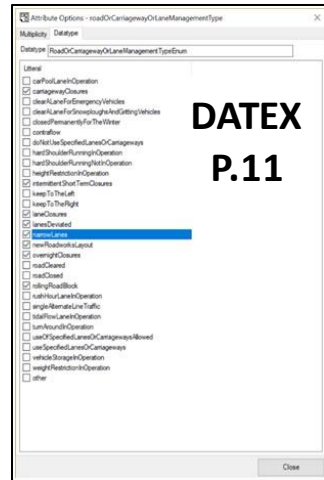 Attribute Options - roadOrCarriagewayOrLaneManagementType
Multiplicity Datatype
Datatype RoadOrCarriagewayOrLaneManagementTypeEnum
Literal
carPoolLaneInOperation
carriagewayClosures
clearALaneForEmergencyVehicles
clearALaneForSnowploughsAndGrittingVehicles
closedPermanentlyForTheWinter
contraflow
doNotUseSpecifiedLanesOrCarriageways
hardShoulderRunningInOperation
hardShoulderRunningNotInOperation
heightRestrictionInOperation
intermittentShortTermClosures
keepToTheLeft
keepToTheRight
laneClosures
lanesDeviated
narrowLanes
newRoadworksLayout
overnightClosures
roadCleared
roadClosed
rollingRoadBlock
rushHourLaneInOperation
singleAlternateLineTraffic
tidalFlowLaneInOperation
turnAroundInOperation
useOfSpecifiedLanesOrCarriagewaysAllowed
useSpecifiedLanesOrCarriageways
vehicleStorageInOperation
weightRestrictionInOperation
other
DATEX
P.11
Close